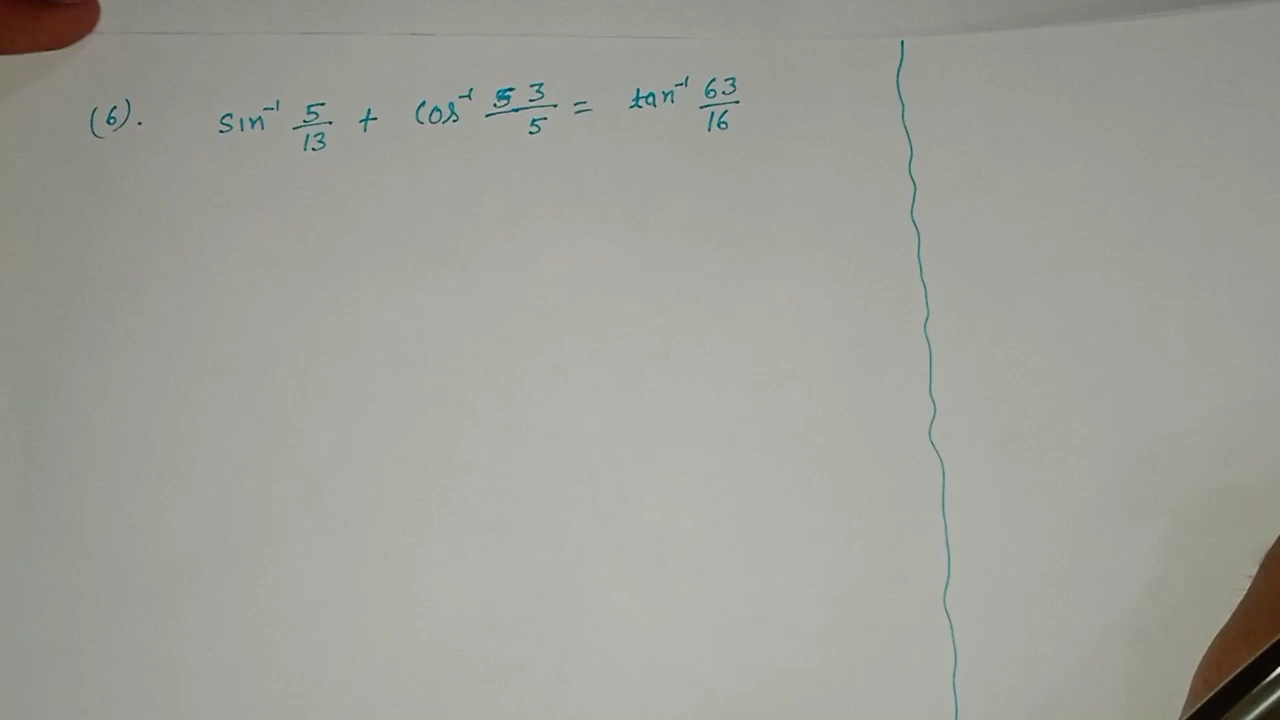 (6). sin⁻¹ 5/13 + cos⁻¹ 3/5 = tan⁻¹ 63/16